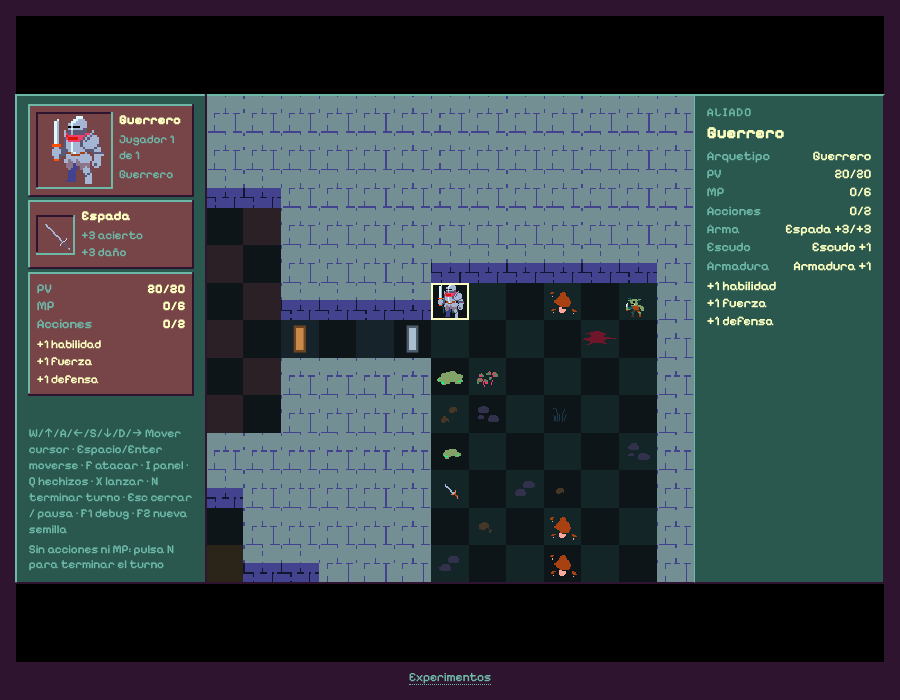 Guerrero
Jugador 1
de 1
Guerrero
Espada
+3 acierto
+3 daño
PV 80/80
MP 0/6
Acciones 0/8
+1 habilidad
+1 fuerza
+1 defensa
W/↑/A/←/S/↓/D/→ Mover
cursor · Espacio/Enter
moverse · F atacar · I panel ·
Q hechizos · X lanzar · N
terminar turno · Esc cerrar
/ pausa · F1 debug · F2 nueva
semilla
Sin acciones ni MP: pulsa N
para terminar el turno
ALIADO
Guerrero
Arquetipo Guerrero
PV 80/80
MP 0/6
Acciones 0/8
Arma Espada +3/+3
Escudo Escudo +1
Armadura Armadura +1
+1 habilidad
+1 fuerza
+1 defensa
Experimentos